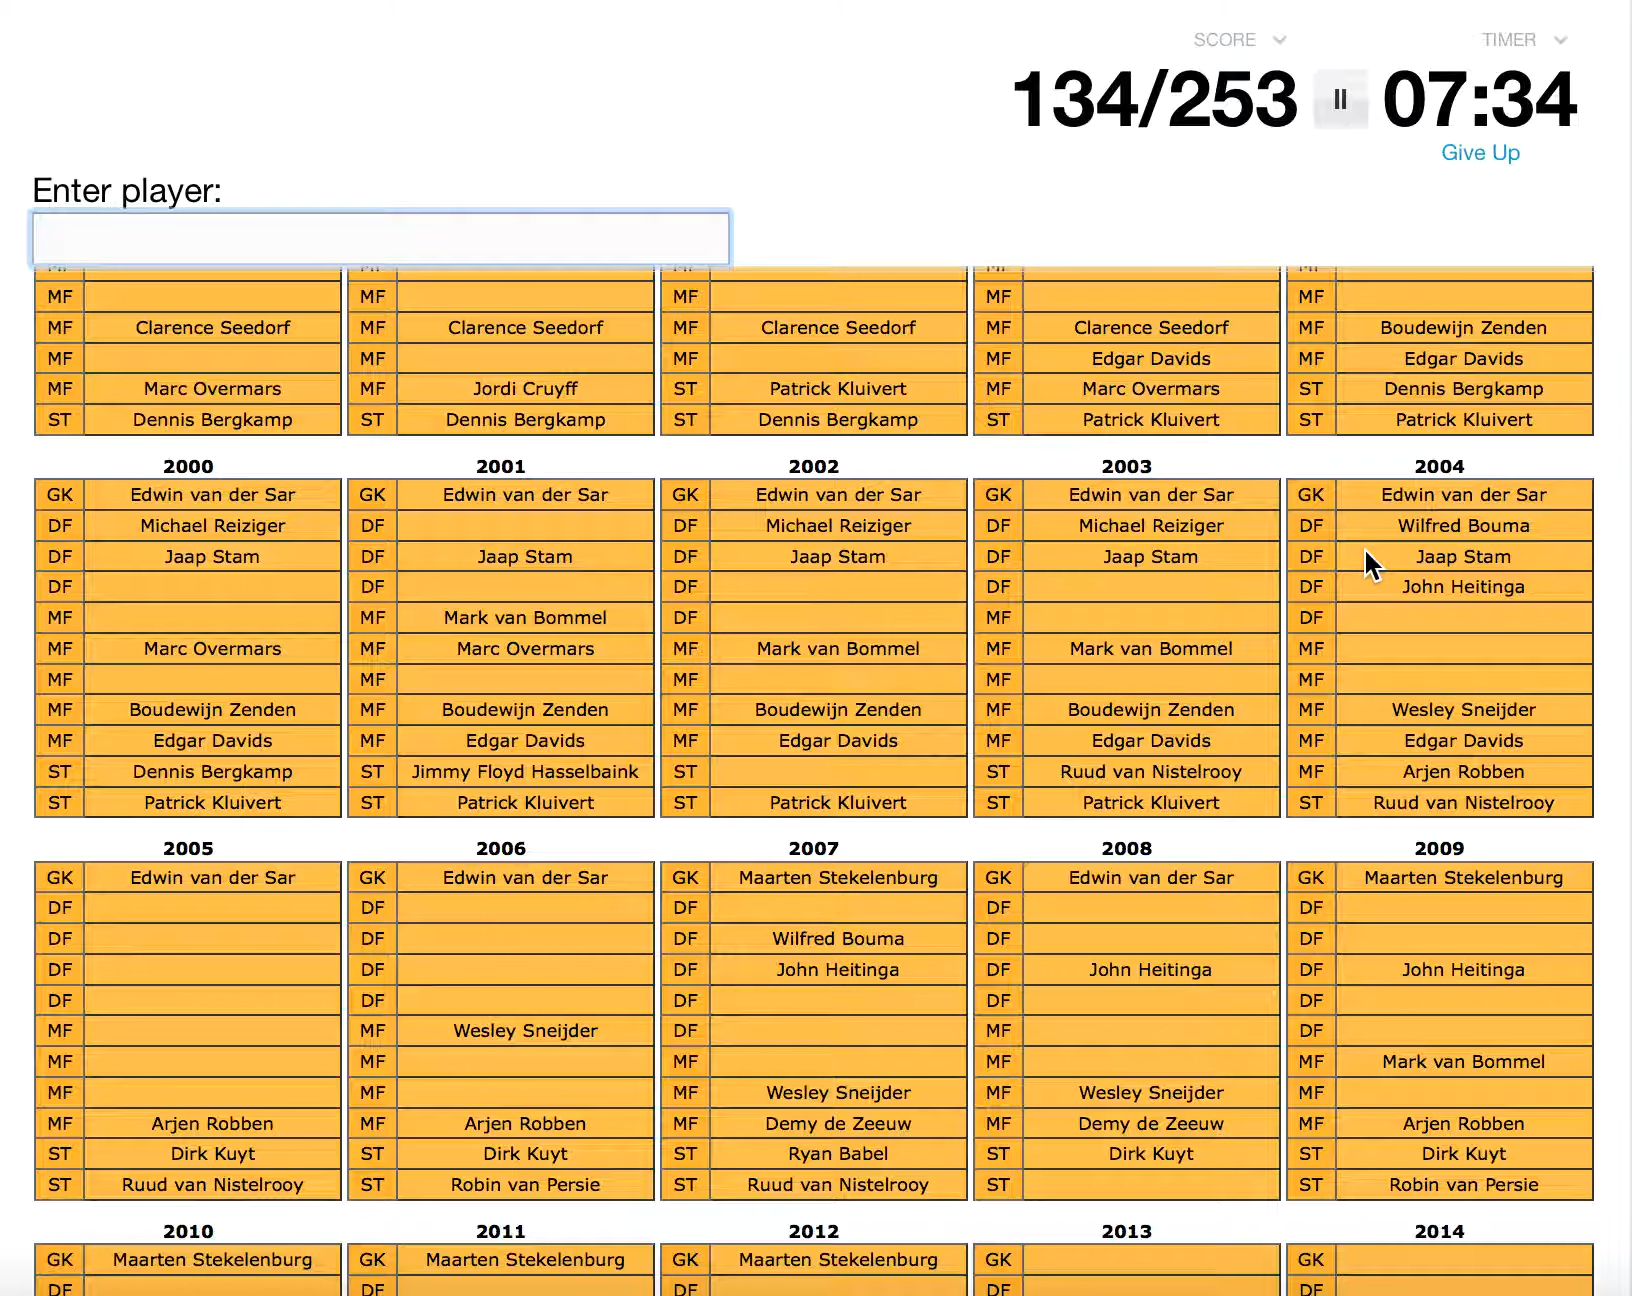 SCORE TIMER
134/253 07:34
Give Up
Enter player:
MF MF MF MF MF
MF Clarence Seedorf MF Clarence Seedorf MF Clarence Seedorf MF Clarence Seedorf MF Boudewijn Zenden
MF MF MF MF Edgar Davids MF Edgar Davids
MF Marc Overmars MF Jordi Cruyff ST Patrick Kluivert MF Marc Overmars ST Dennis Bergkamp
ST Dennis Bergkamp ST Dennis Bergkamp ST Dennis Bergkamp ST Patrick Kluivert ST Patrick Kluivert
2000 2001 2002 2003 2004
GK Edwin van der Sar GK Edwin van der Sar GK Edwin van der Sar GK Edwin van der Sar GK Edwin van der Sar
DF Michael Reiziger DF DF Michael Reiziger DF Michael Reiziger DF Wilfred Bouma
DF Jaap Stam DF Jaap Stam DF Jaap Stam DF Jaap Stam DF Jaap Stam
DF DF DF DF DF John Heitinga
MF MF Mark van Bommel DF MF DF
MF Marc Overmars MF Marc Overmars MF Mark van Bommel MF Mark van Bommel MF
MF MF MF MF MF
MF Boudewijn Zenden MF Boudewijn Zenden MF Boudewijn Zenden MF Boudewijn Zenden MF Wesley Sneijder
MF Edgar Davids MF Edgar Davids MF Edgar Davids MF Edgar Davids MF Edgar Davids
ST Dennis Bergkamp ST Jimmy Floyd Hasselbaink ST ST Ruud van Nistelrooy MF Arjen Robben
ST Patrick Kluivert ST Patrick Kluivert ST Patrick Kluivert ST Patrick Kluivert ST Ruud van Nistelrooy
2005 2006 2007 2008 2009
GK Edwin van der Sar GK Edwin van der Sar GK Maarten Stekelenburg GK Edwin van der Sar GK Maarten Stekelenburg
DF DF DF DF DF
DF DF DF Wilfred Bouma DF DF
DF DF DF John Heitinga DF John Heitinga DF John Heitinga
DF DF DF DF DF
MF MF Wesley Sneijder DF MF DF
MF MF MF MF MF Mark van Bommel
MF MF MF Wesley Sneijder MF Wesley Sneijder MF
MF Arjen Robben MF Arjen Robben MF Demy de Zeeuw MF Demy de Zeeuw MF Arjen Robben
ST Dirk Kuyt ST Dirk Kuyt ST Ryan Babel ST Dirk Kuyt ST Dirk Kuyt
ST Ruud van Nistelrooy ST Robin van Persie ST Ruud van Nistelrooy ST ST Robin van Persie
2010 2011 2012 2013 2014
GK Maarten Stekelenburg GK Maarten Stekelenburg GK Maarten Stekelenburg GK GK
DF DF DF DF DF